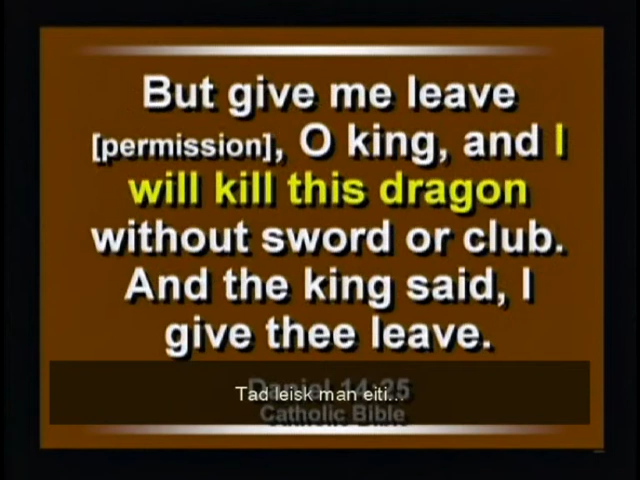 But give me leave
[permission], O king, and I
will kill this dragon
without sword or club.
And the king said, I
give thee leave.
Daniel 14:25
Tad leisk man eiti...
Catholic Bible